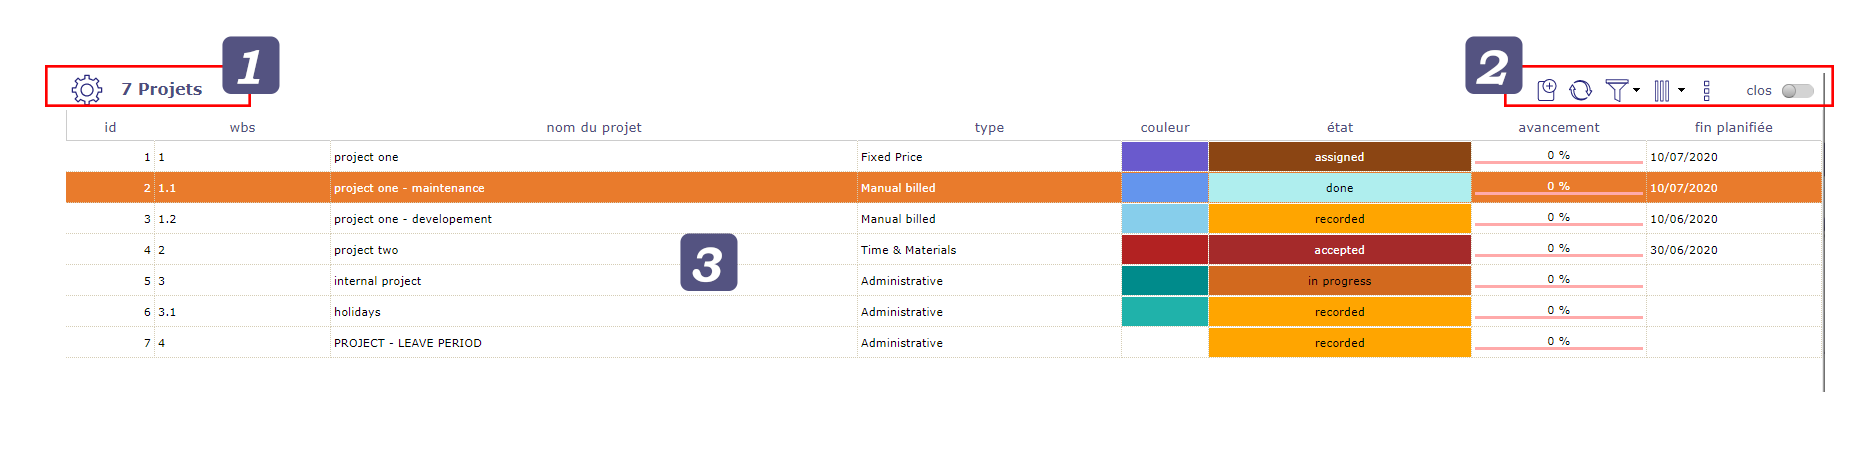 1
2
7 Projets
clos
id wbs nom du projet type couleur état avancement fin planifiée
1 1 project one Fixed Price assigned 0 % 10/07/2020
2 1.1 project one - maintenance Manual billed done 0 % 10/07/2020
3 1.2 project one - developement Manual billed recorded 0 % 10/06/2020
4 2 project two Time & Materials accepted 0 % 30/06/2020
3
5 3 internal project Administrative in progress 0 %
6 3.1 holidays Administrative recorded 0 %
7 4 PROJECT - LEAVE PERIOD Administrative recorded 0 %